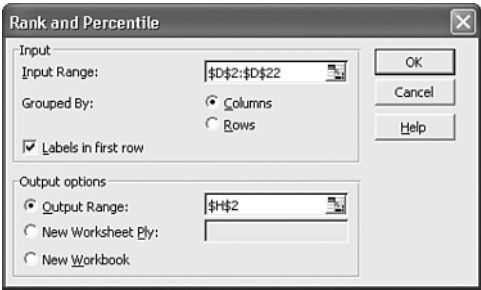 Rank and Percentile
Input
Input Range: $D$2:$D$22
Grouped By: Columns
Rows
Labels in first row
Output options
Output Range: $H$2
New Worksheet Ply:
New Workbook
OK
Cancel
Help